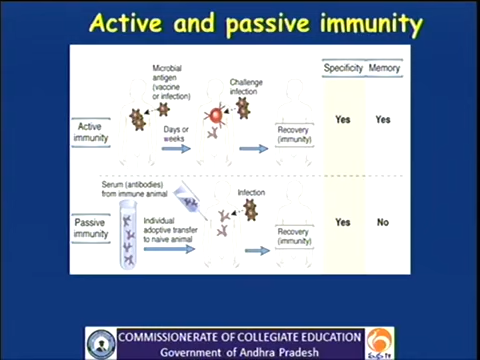 Active and passive immunity
Specificity Memory
Microbial
antigen
(vaccine
or infection)
Challenge
infection
Active
immunity
Days or
weeks
Recovery
(immunity)
Yes Yes
Serum (antibodies)
from immune animal
Infection
Passive
immunity
Individual
adoptive transfer
to naive animal
Recovery
(immunity)
Yes No
COMMISSIONERATE OF COLLEGIATE EDUCATION
Government of Andhra Pradesh